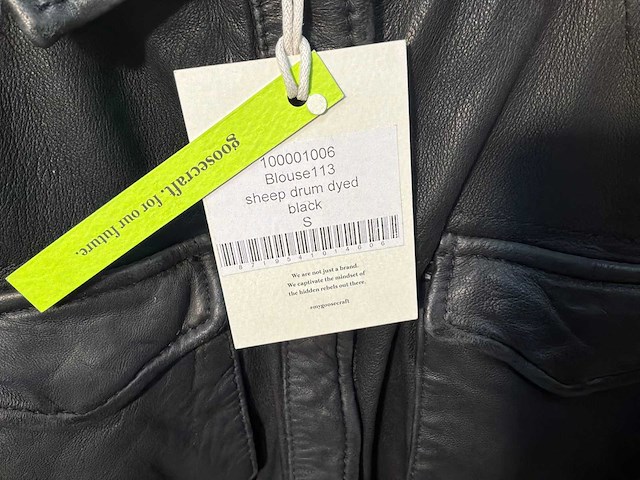 goosecraft. for our future.
100001006
Blouse113
sheep drum dyed
black
S
We are not just a brand.
We captivate the mindset of
the hidden rebels out there.
#mygoosecraft